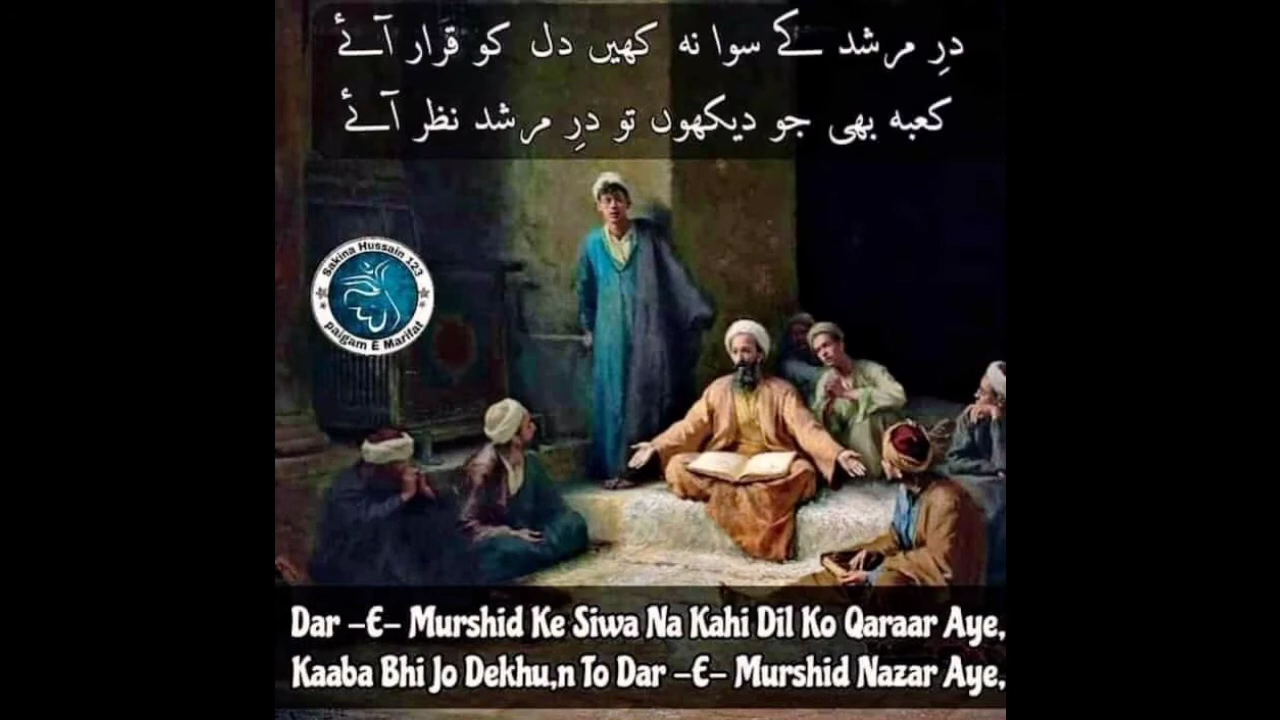 درِ مرشد کے سوا نہ کہیں دل کو قَرار آئے
کعبہ بھی جو دیکھوں تو درِ مرشد نظر آئے
Sakina Hussain 123
paigam E Marifat
Dar -E- Murshid Ke Siwa Na Kahi Dil Ko Qaraar Aye,
Kaaba Bhi Jo Dekhu,n To Dar -E- Murshid Nazar Aye,